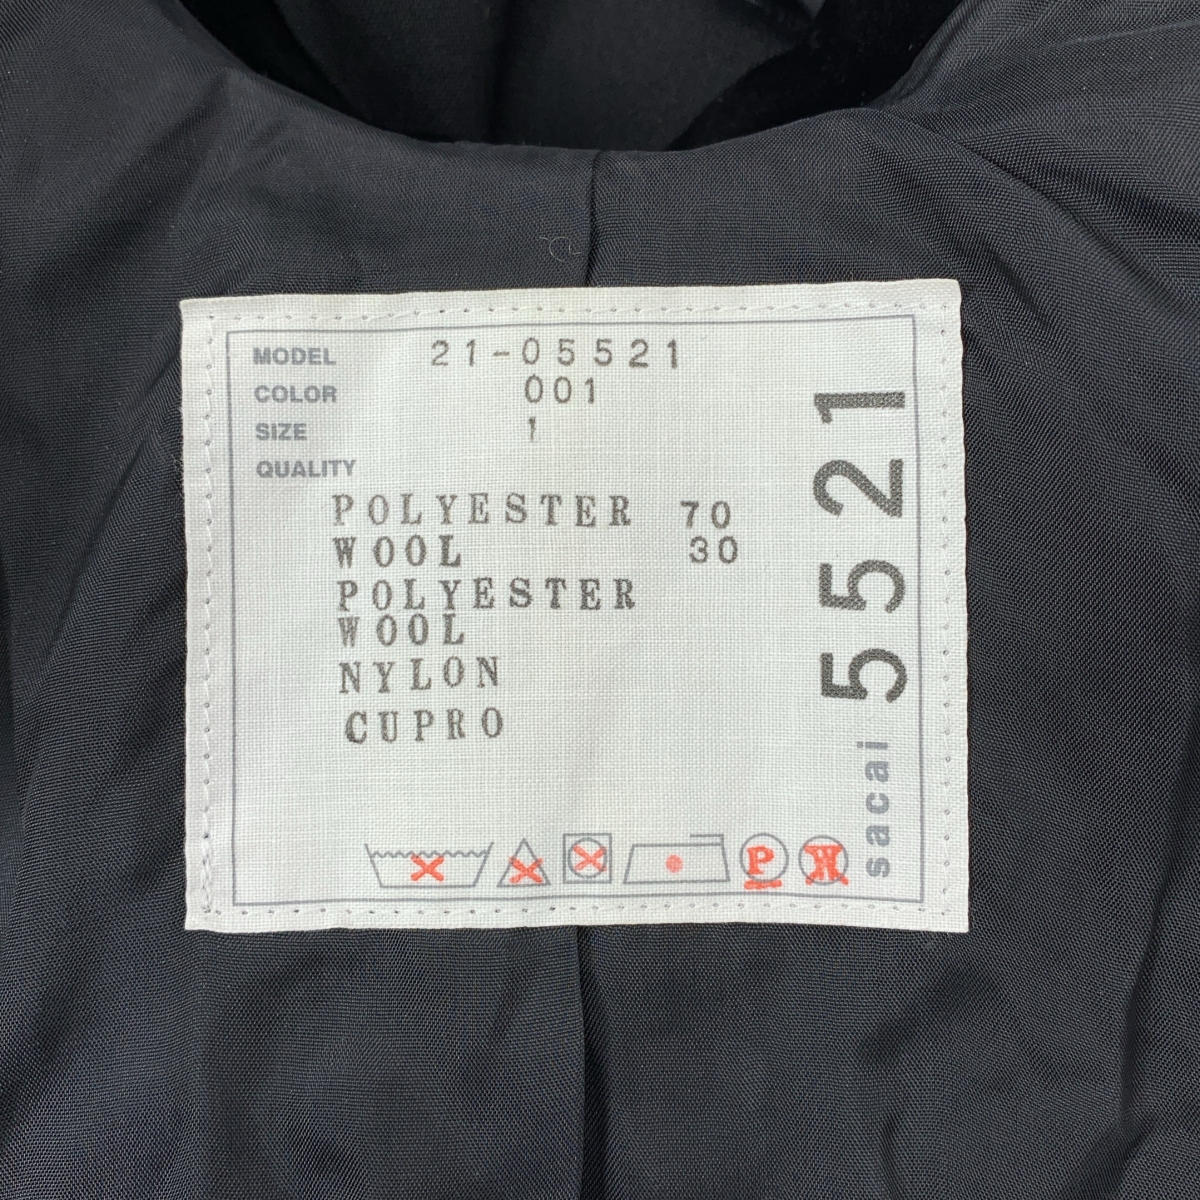 MODEL 21-05521
COLOR 001
SIZE 1
QUALITY
POLYESTER 70
WOOL 30
POLYESTER
WOOL
NYLON
CUPRO
P W
sacai 5521